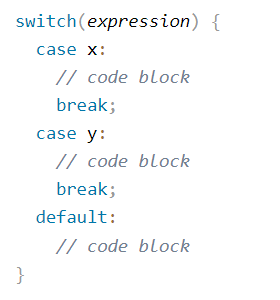 switch(expression) {
  case x:
    // code block
    break;
  case y:
    // code block
    break;
  default:
    // code block
}